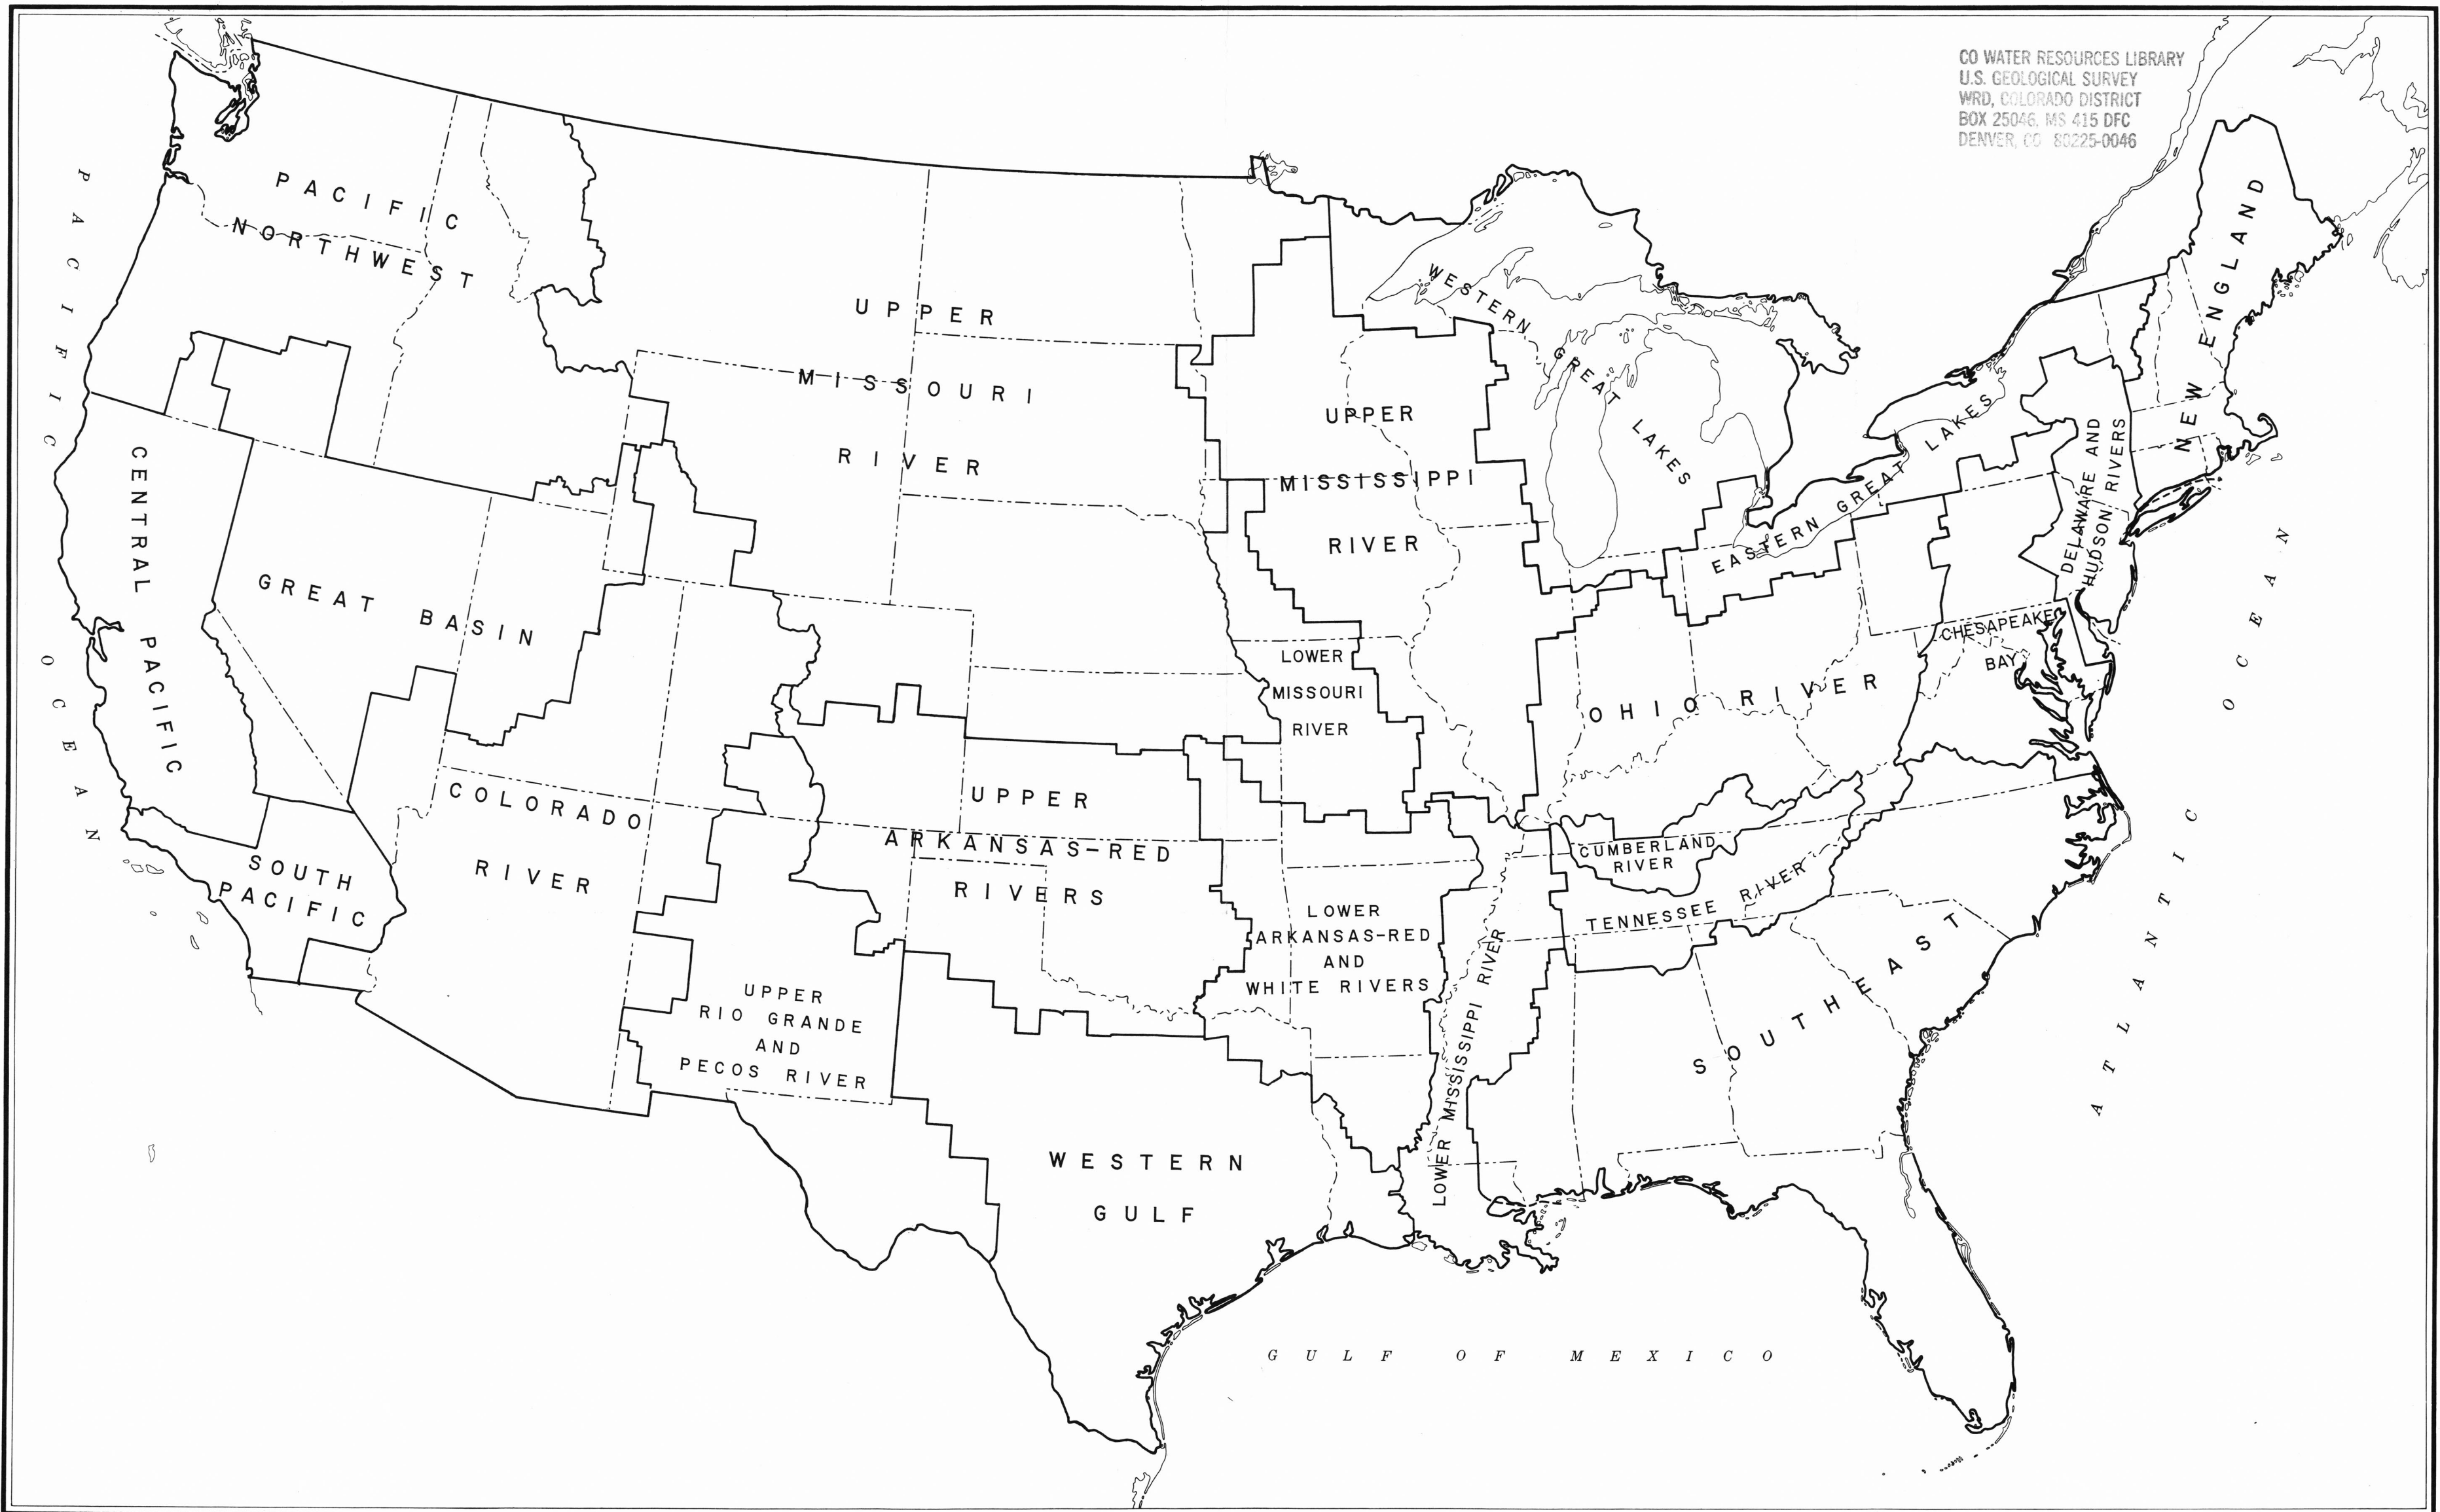 CO WATER RESOURCES LIBRARY
U.S. GEOLOGICAL SURVEY
WRD, COLORADO DISTRICT
BOX 25046, MS 415 DFC
DENVER, CO 80225-0046
PACIFIC OCEAN
PACIFIC
NORTHWEST
UPPER
MISSOURI
RIVER
WESTERN GREAT LAKES
UPPER
MISSISSIPPI
RIVER
EASTERN GREAT LAKES
NEW ENGLAND
DELAWARE AND
HUDSON RIVERS
CENTRAL PACIFIC
GREAT BASIN
LOWER
MISSOURI
RIVER
OHIO RIVER
CHESAPEAKE
BAY
ATLANTIC OCEAN
SOUTH
PACIFIC
COLORADO
RIVER
UPPER
ARKANSAS-RED
RIVERS
LOWER
ARKANSAS-RED
AND
WHITE RIVERS
CUMBERLAND
RIVER
TENNESSEE RIVER
LOWER MISSISSIPPI RIVER
SOUTHEAST
UPPER
RIO GRANDE
AND
PECOS RIVER
WESTERN
GULF
GULF OF MEXICO